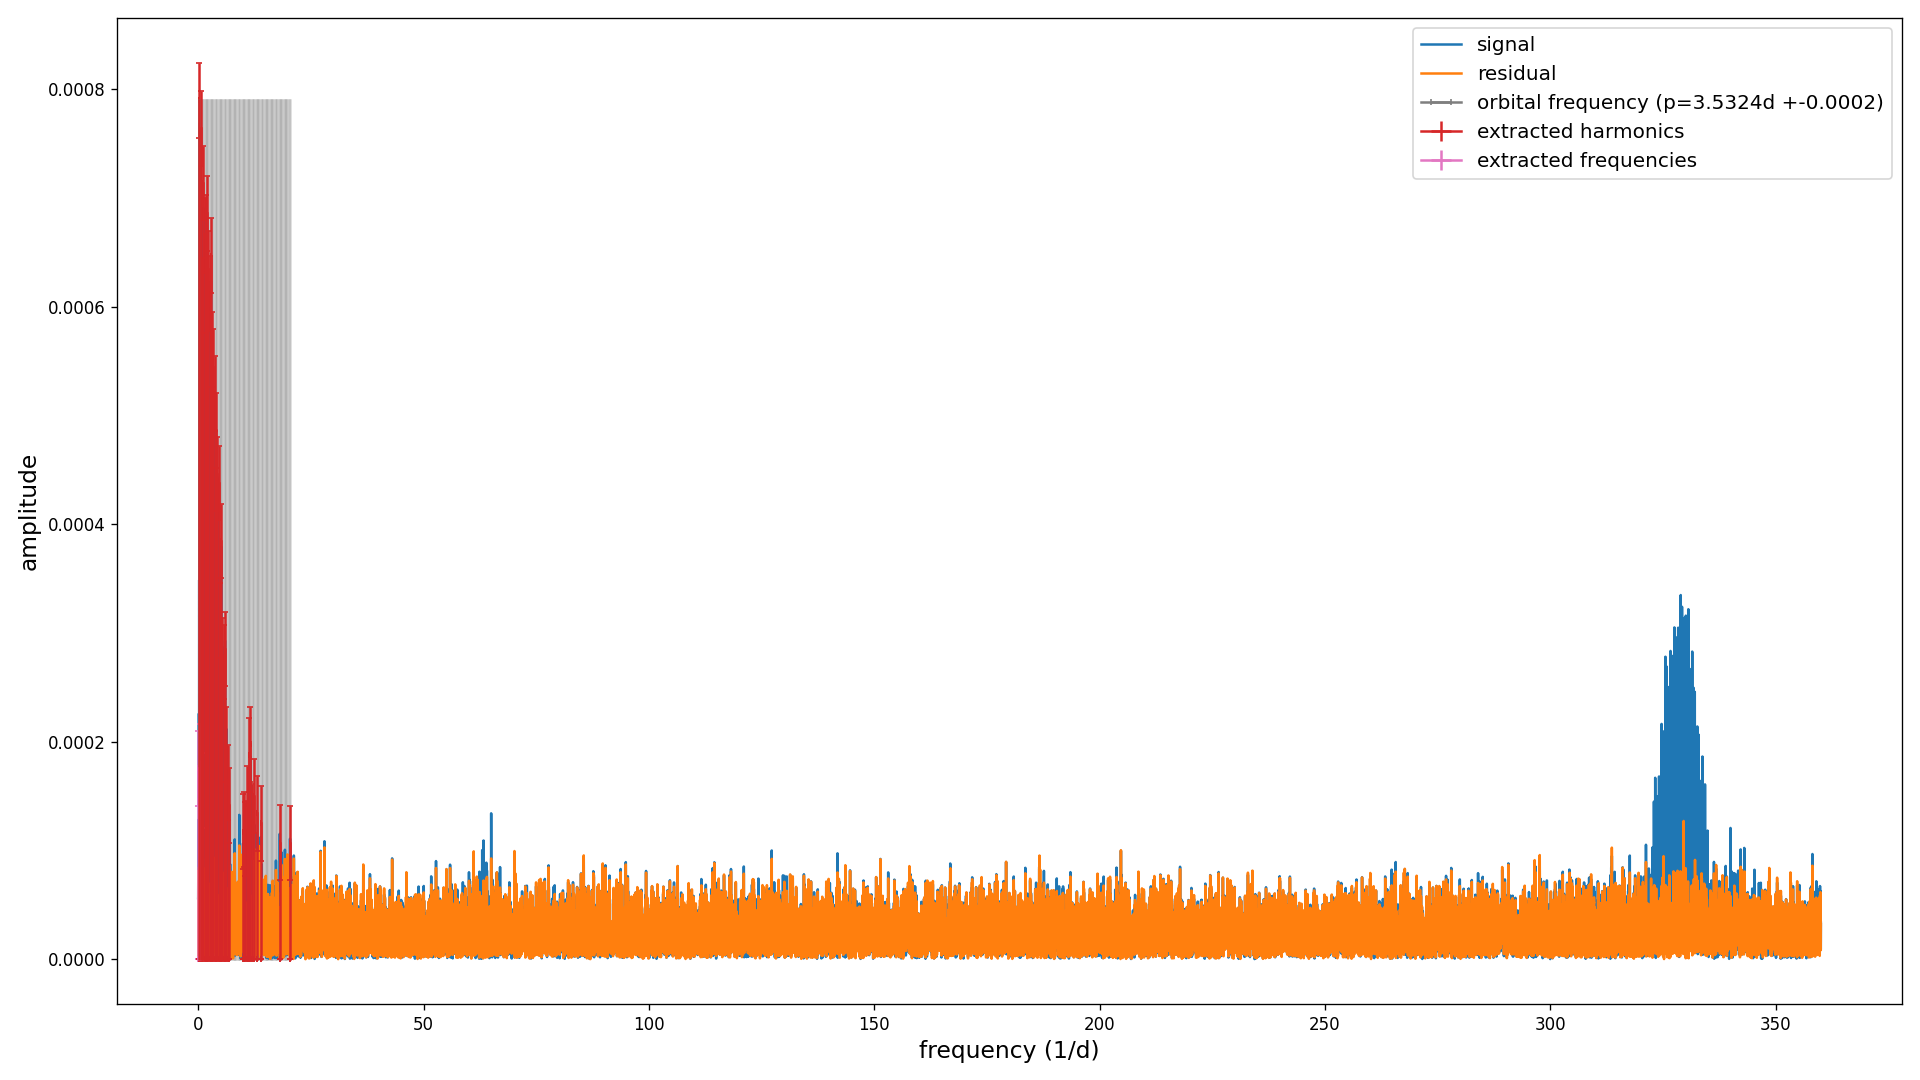 signal
residual
orbital frequency (p=3.5324d +-0.0002)
extracted harmonics
extracted frequencies
0.0008
0.0006
0.0004
0.0002
0.0000
amplitude
0 50 100 150 200 250 300 350
frequency (1/d)